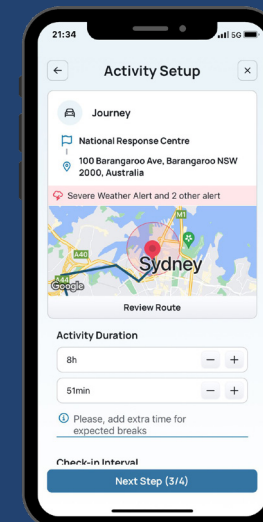 21:34
5G
Activity Setup
Journey
National Response Centre
100 Barangaroo Ave, Barangaroo NSW
2000, Australia
Severe Weather Alert and 2 other alert
M1
A40
Sydney
A44
Google
Review Route
Activity Duration
8h
51min
Please, add extra time for
expected breaks
Check-in Interval
Next Step (3/4)